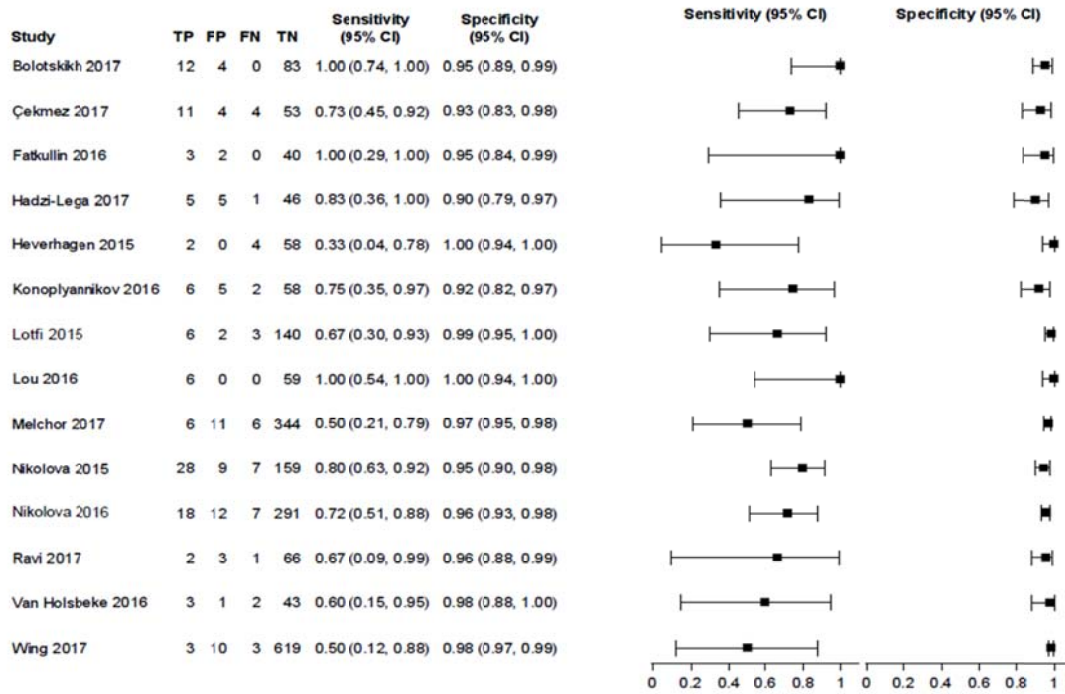 Sensitivity (95% CI) Specificity (95% CI)
Study TP FP FN TN Sensitivity (95% CI) Specificity (95% CI)
Bolotskikh 2017 12 4 0 83 1.00 (0.74, 1.00) 0.95 (0.89, 0.99)
Çekmez 2017 11 4 4 53 0.73 (0.45, 0.92) 0.93 (0.83, 0.98)
Fatkullin 2016 3 2 0 40 1.00 (0.29, 1.00) 0.95 (0.84, 0.99)
Hadzi-Lega 2017 5 5 1 46 0.83 (0.36, 1.00) 0.90 (0.79, 0.97)
Heverhagen 2015 2 0 4 58 0.33 (0.04, 0.78) 1.00 (0.94, 1.00)
Konoplyannikov 2016 6 5 2 58 0.75 (0.35, 0.97) 0.92 (0.82, 0.97)
Lotfi 2015 6 2 3 140 0.67 (0.30, 0.93) 0.99 (0.95, 1.00)
Lou 2016 6 0 0 59 1.00 (0.54, 1.00) 1.00 (0.94, 1.00)
Melchor 2017 6 11 6 344 0.50 (0.21, 0.79) 0.97 (0.95, 0.98)
Nikolova 2015 28 9 7 159 0.80 (0.63, 0.92) 0.95 (0.90, 0.98)
Nikolova 2016 18 12 7 291 0.72 (0.51, 0.88) 0.96 (0.93, 0.98)
Ravi 2017 2 3 1 66 0.67 (0.09, 0.99) 0.96 (0.88, 0.99)
Van Holsbeke 2016 3 1 2 43 0.60 (0.15, 0.95) 0.98 (0.88, 1.00)
Wing 2017 3 10 3 619 0.50 (0.12, 0.88) 0.98 (0.97, 0.99)
0 0.2 0.4 0.6 0.8 1 0 0.2 0.4 0.6 0.8 1